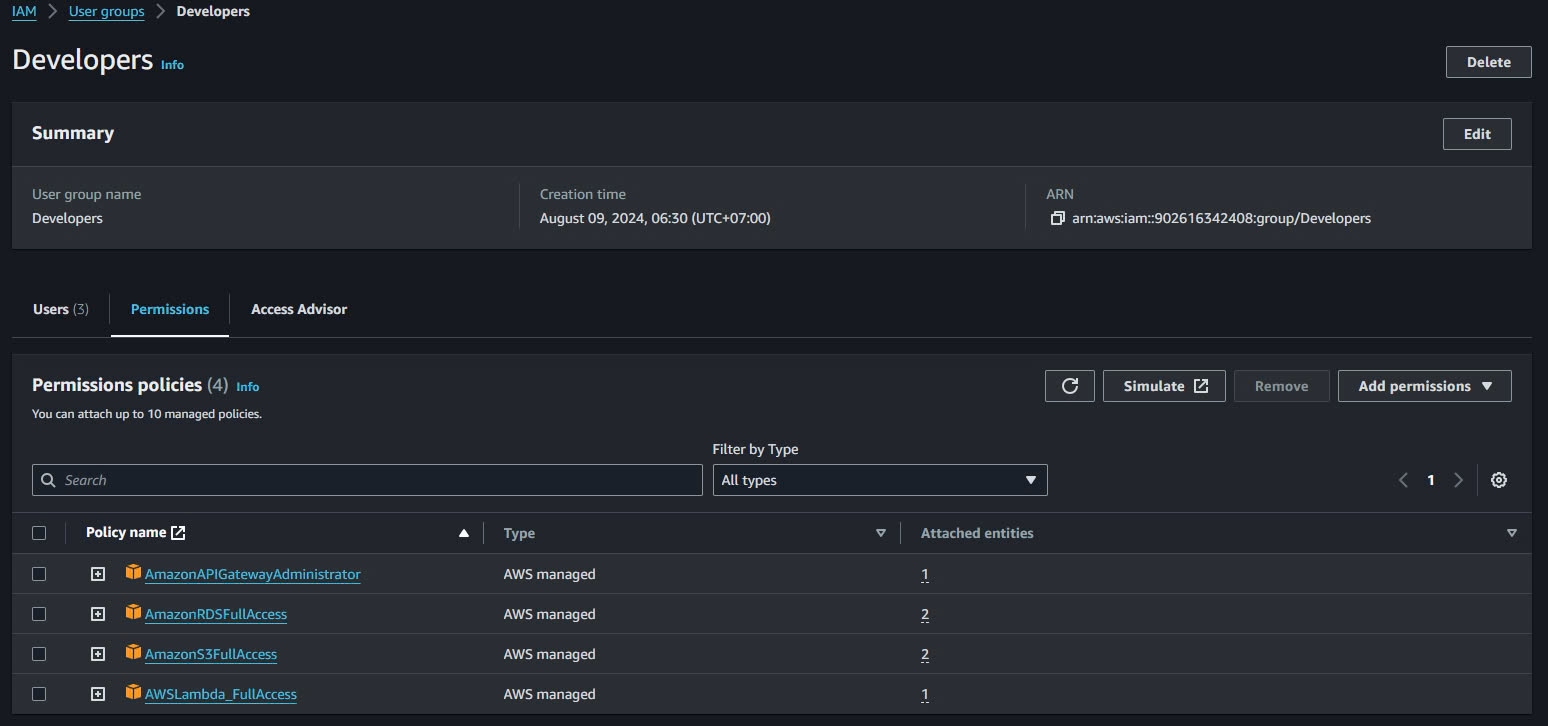 IAM > User groups > Developers
Developers Info
Delete
Summary
Edit
User group name
Developers
Creation time
August 09, 2024, 06:30 (UTC+07:00)
ARN
arn:aws:iam::902616342408:group/Developers
Users (3)
Permissions
Access Advisor
Permissions policies (4) Info
You can attach up to 10 managed policies.
Simulate
Remove
Add permissions
Filter by Type
Search
All types
1
Policy name
Type
Attached entities
AmazonAPIGatewayAdministrator AWS managed 1
AmazonRDSFullAccess AWS managed 2
AmazonS3FullAccess AWS managed 2
AWSLambda_FullAccess AWS managed 1